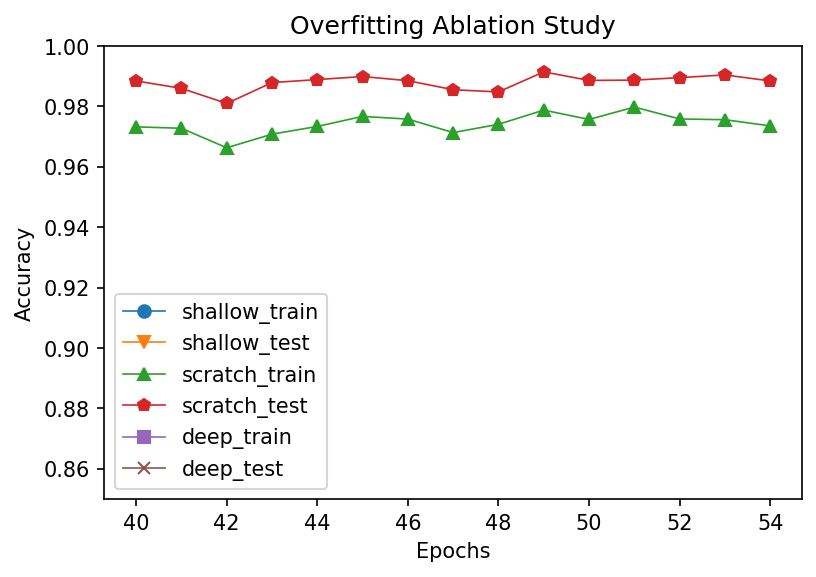 Overfitting Ablation Study
1.00
0.98
0.96
0.94
0.92
0.90
0.88
0.86
Accuracy
shallow_train
shallow_test
scratch_train
scratch_test
deep_train
deep_test
40 42 44 46 48 50 52 54
Epochs